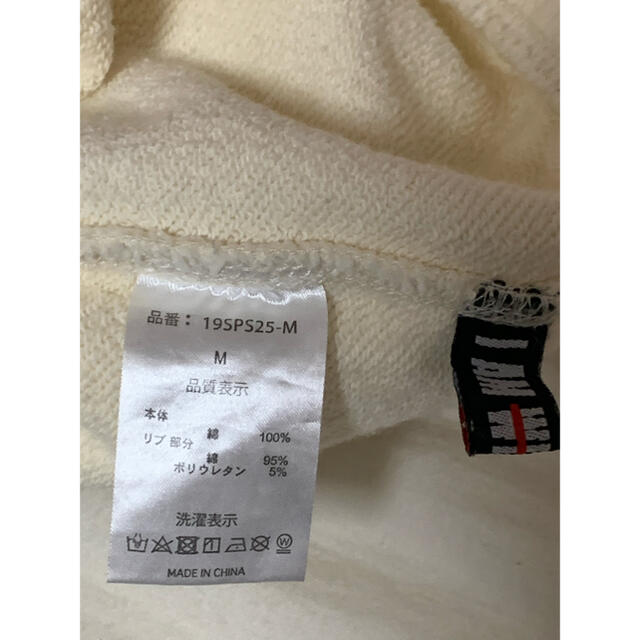 品番： 19SPS25-M
M
品質表示
本体
綿 100%
リブ 部分
綿 95%
ポリウレタン 5%
洗濯表示
MADE IN CHINA
I AM